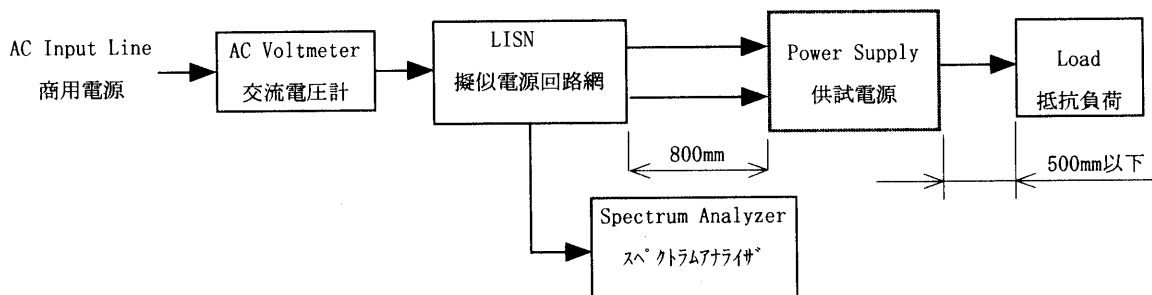 AC Input Line
商用電源
AC Voltmeter
交流電圧計
LISN
擬似電源回路網
Power Supply
供試電源
Load
抵抗負荷
800mm
500mm以下
Spectrum Analyzer
スペクトラムアナライザ